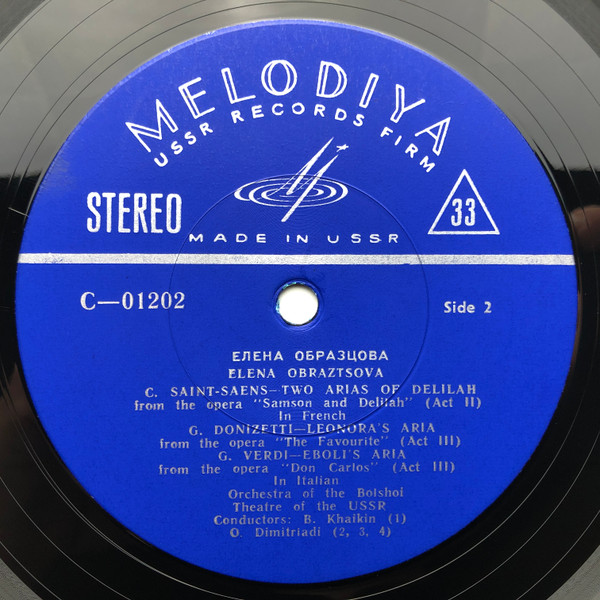 MELODIYA
USSR RECORDS FIRM
STEREO
33
MADE IN USSR
C—01202
Side 2
ЕЛЕНА ОБРАЗЦОВА
ELENA OBRAZTSOVA
C. SAINT-SAENS—TWO ARIAS OF DELILAH
from the opera "Samson and Delilah" (Act II)
In French
G. DONIZETTI—LEONORA'S ARIA
from the opera "The Favourite" (Act III)
G. VERDI—EBOLI'S ARIA
from the opera "Don Carlos" (Act III)
In Italian
Orchestra of the Bolshoi
Theatre of the USSR
Conductors: B. Khaikin (1)
O. Dimitriadi (2, 3, 4)